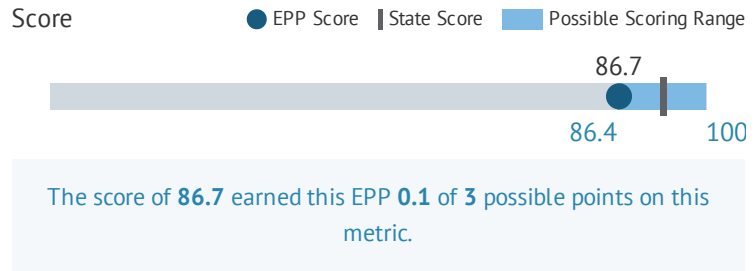 Score
EPP Score
State Score
Possible Scoring Range
86.7
86.4
100
The score of 86.7 earned this EPP 0.1 of 3 possible points on this
metric.